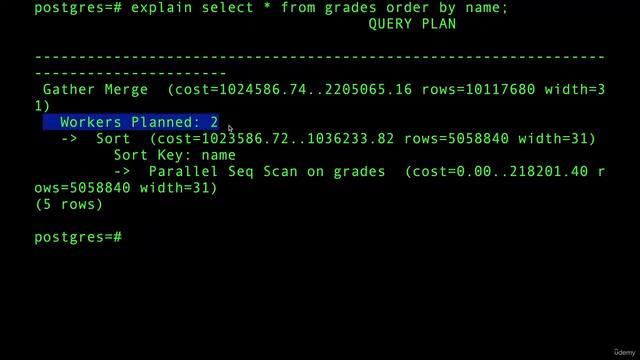 postgres=# explain select * from grades order by name;
QUERY PLAN
-----------------------------------------------------------------
----------------------
Gather Merge  (cost=1024586.74..2205065.16 rows=10117680 width=3
1)
Workers Planned: 2
->  Sort  (cost=1023586.72..1036233.82 rows=5058840 width=31)
Sort Key: name
->  Parallel Seq Scan on grades  (cost=0.00..218201.40 r
ows=5058840 width=31)
(5 rows)
postgres=#
ûdemy